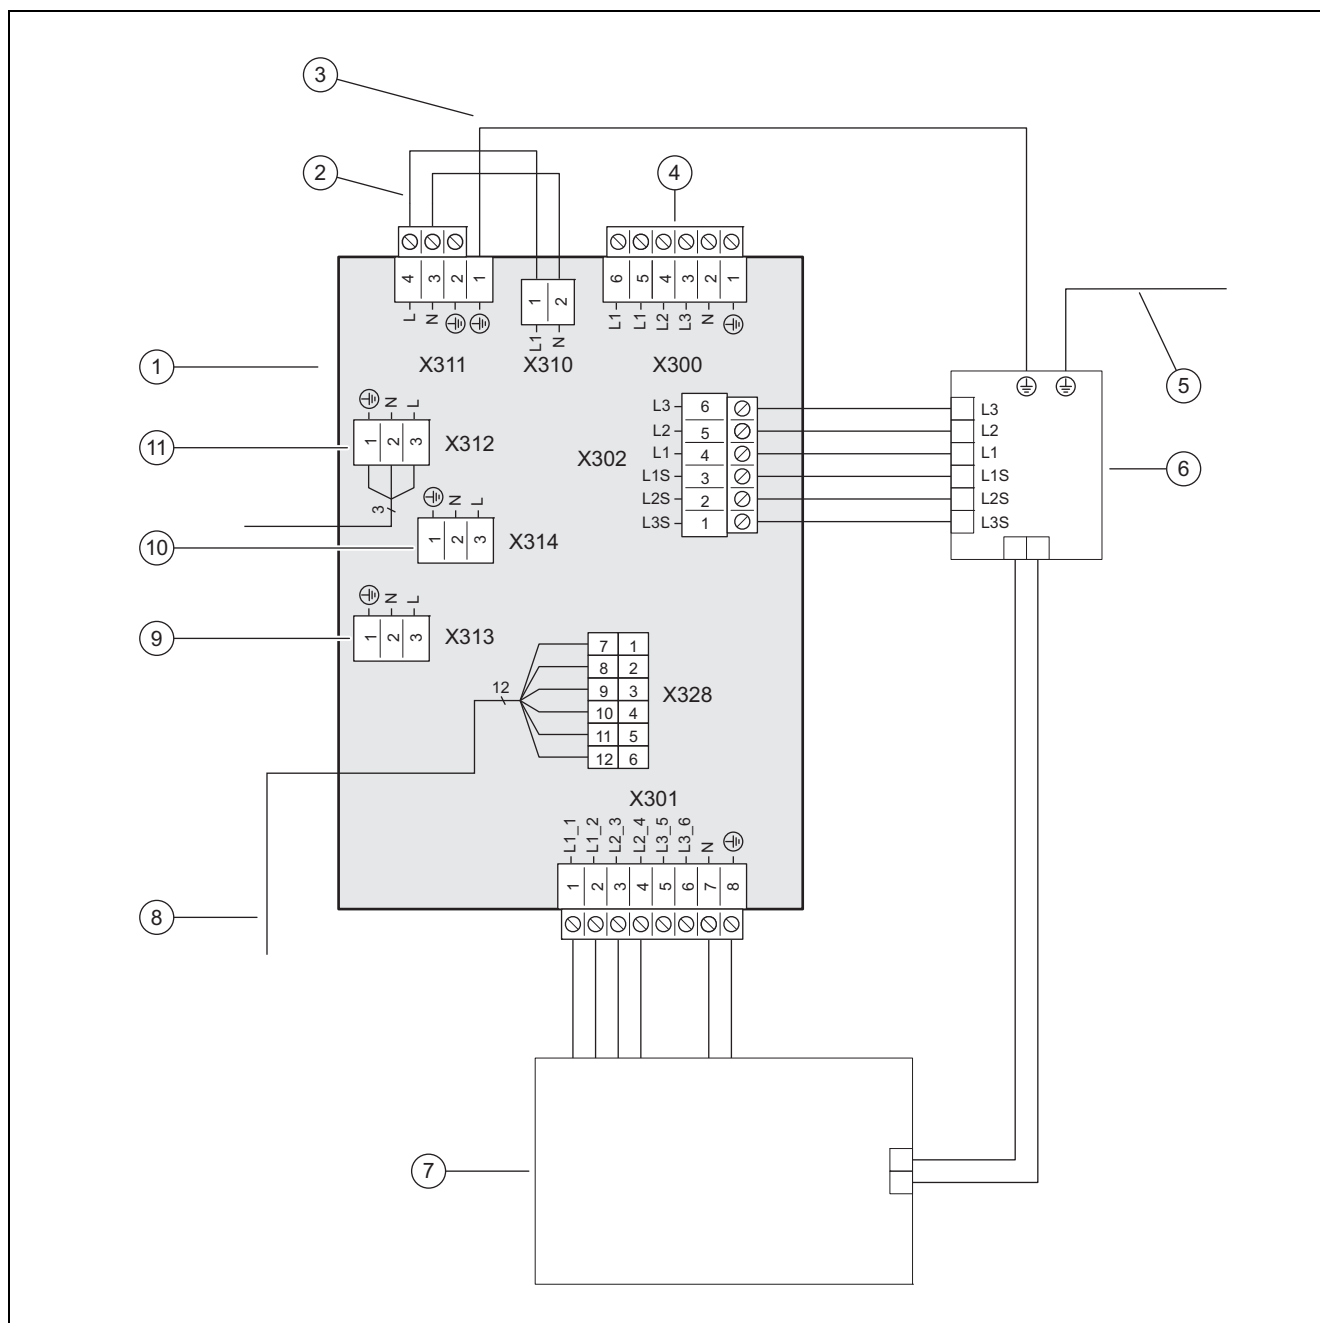 3
2
4
4 3 2 1
L N
X311
1 2
L1 N
X310
6 5 4 3 2 1
L1 L1 L2 L3 N
X300
1
5
6
L3 6
L2 5
L1 4
L1S 3
L2S 2
L3S 1
X302
L3
L2
L1
L1S
L2S
L3S
11
N L
1 2 3
X312
3
10
N L
1 2 3
X314
9
N L
1 2 3
X313
12
7 1
8 2
9 3
10 4
11 5
12 6
X328
X301
L1_1 L1_2 L2_3 L2_4 L3_5 L3_6 N
1 2 3 4 5 6 7 8
8
7